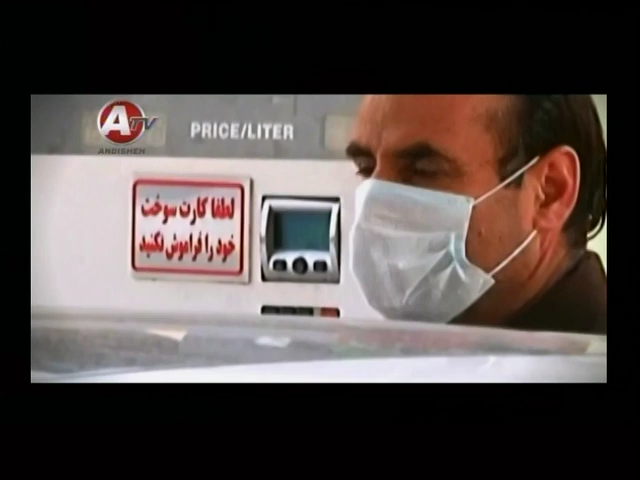 ATV
ANDISHEH
PRICE/LITER
لطفا کارت سوخت
خود را فراموش نکنید